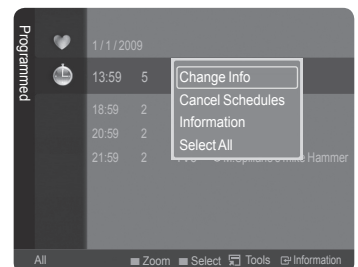 Programmed
1 / 1 / 2009
13:59 5
18:59 2
20:59 2
21:59 2 Hammer
Change Info
Cancel Schedules
Information
Select All
All Zoom Select Tools Information